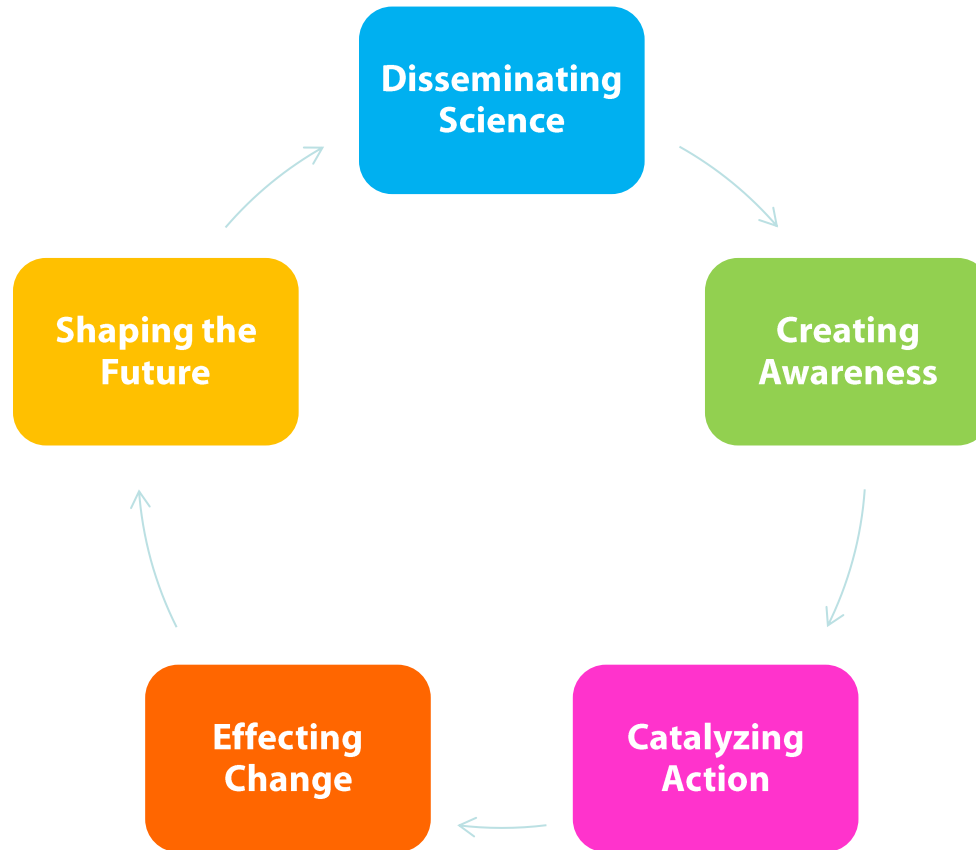 Disseminating
Science
Creating
Awareness
Catalyzing
Action
Effecting
Change
Shaping the
Future